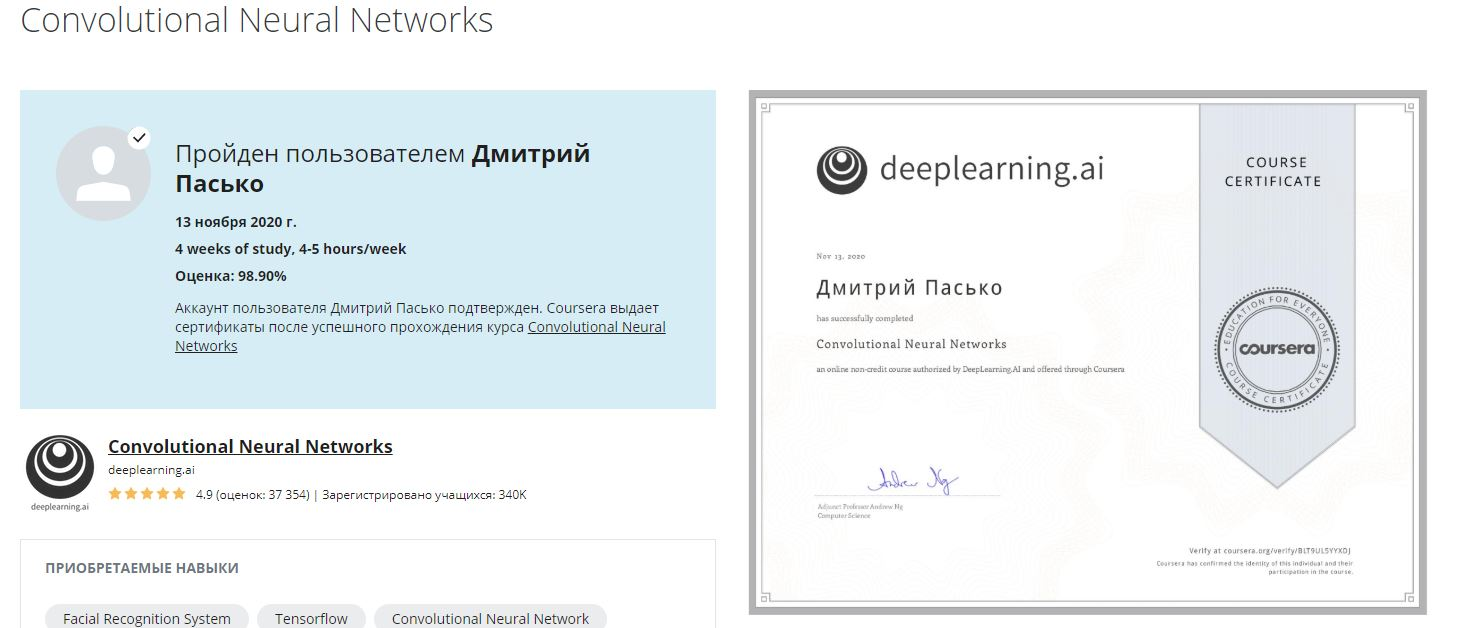 Convolutional Neural Networks
Пройден пользователем Дмитрий
Пасько
13 ноября 2020 г.
4 weeks of study, 4-5 hours/week
Оценка: 98.90%
Аккаунт пользователя Дмитрий Пасько подтвержден. Coursera выдает
сертификаты после успешного прохождения курса Convolutional Neural
Networks
Convolutional Neural Networks
deeplearning.ai
4.9 (оценок: 37 354) | Зарегистрировано учащихся: 340K
deeplearning.ai
ПРИОБРЕТАЕМЫЕ НАВЫКИ
Facial Recognition System
Tensorflow
Convolutional Neural Network
deeplearning.ai
COURSE
CERTIFICATE
Nov 13, 2020
Дмитрий Пасько
has successfully completed
Convolutional Neural Networks
an online non-credit course authorized by DeepLearning.AI and offered through Coursera
EDUCATION FOR EVERYONE
coursera
COURSE CERTIFICATE
Andrew Ng
Adjunct Professor Andrew Ng
Computer Science
Verify at coursera.org/verify/BLT9UL5YYXDJ
Coursera has confirmed the identity of this individual and their
participation in the course.